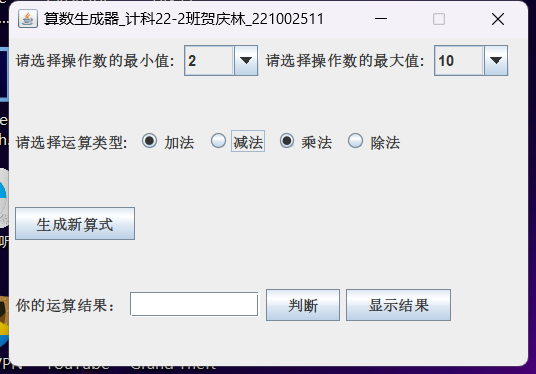 算数生成器_计科22-2班贺庆林_221002511
请选择操作数的最小值: 2 请选择操作数的最大值: 10
请选择运算类型: 加法 减法 乘法 除法
生成新算式
你的运算结果: 判断 显示结果